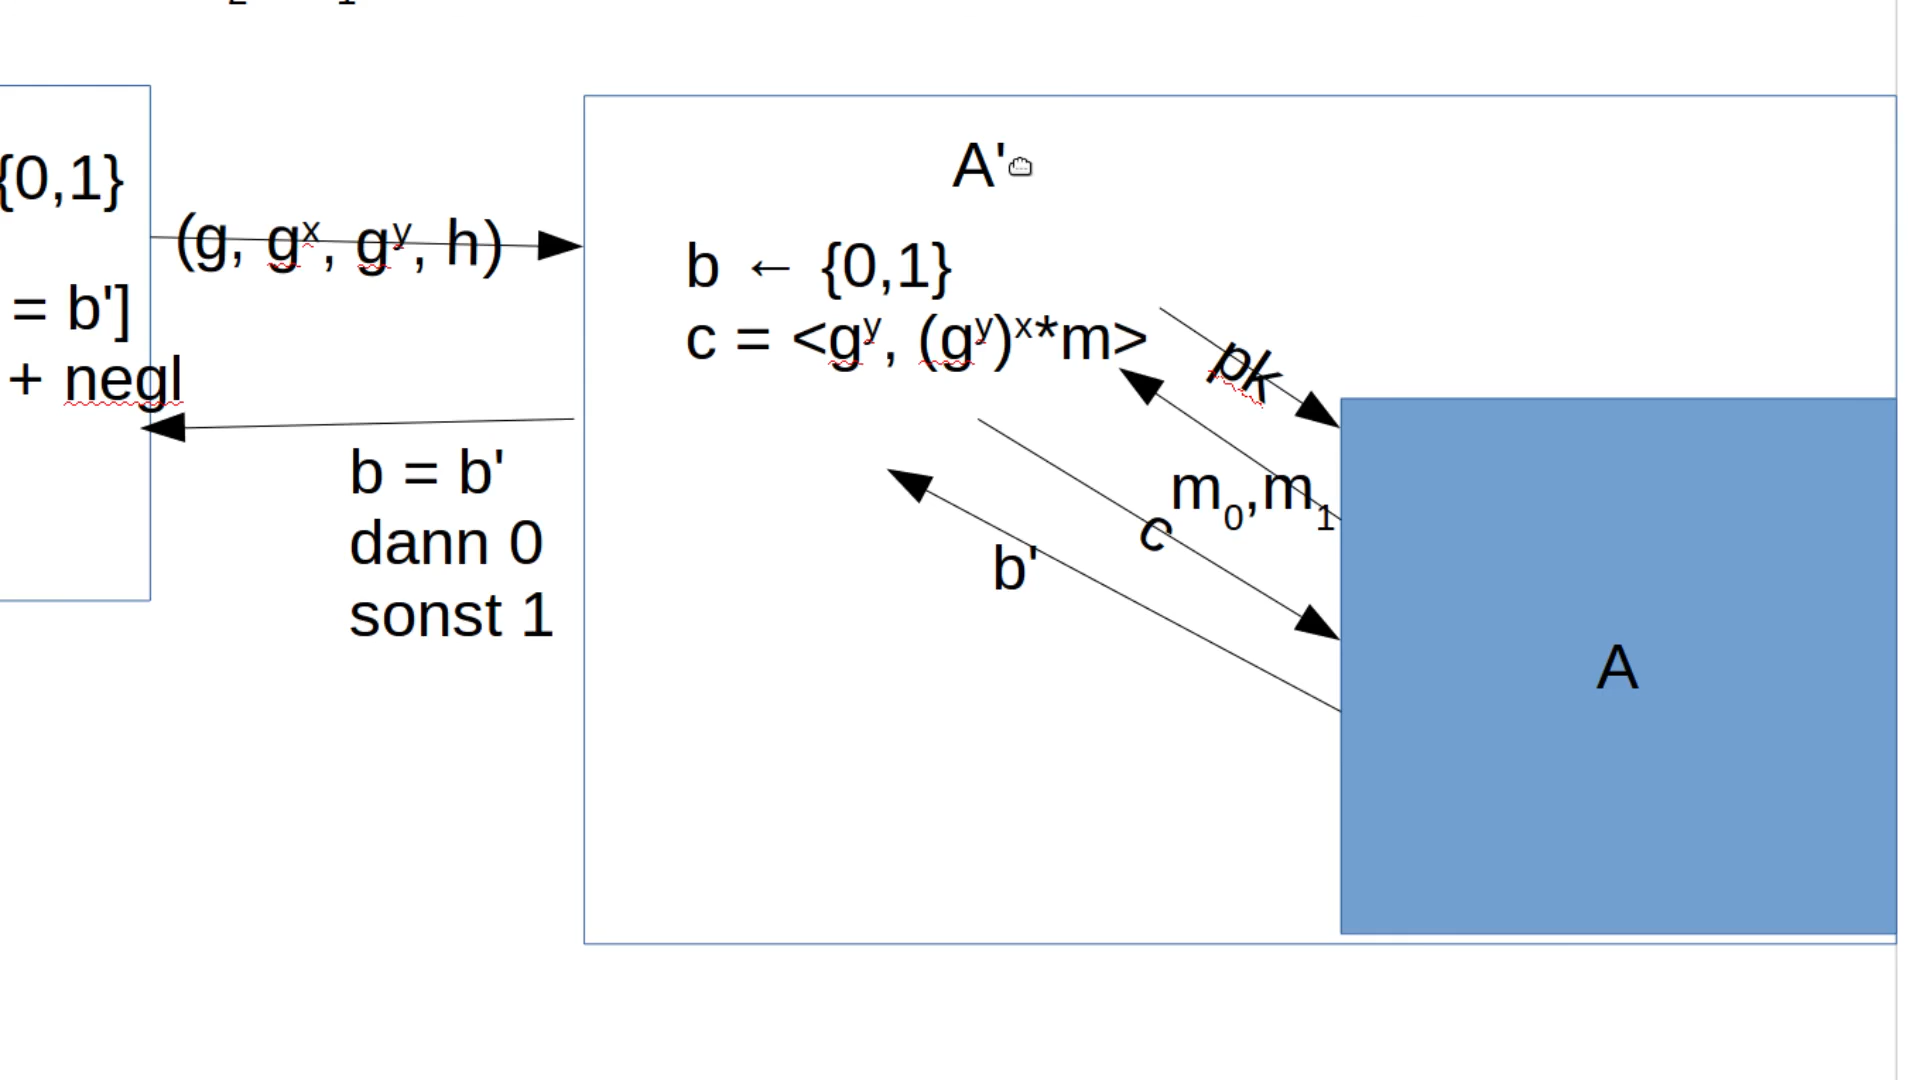 {0,1}
= b']
+ negl
(g, gˣ, gʸ, h)
b = b'
dann 0
sonst 1
A'
b ← {0,1}
c = <gʸ, (gʸ)ˣ*m>
pk
m₀,m₁
c
b'
A